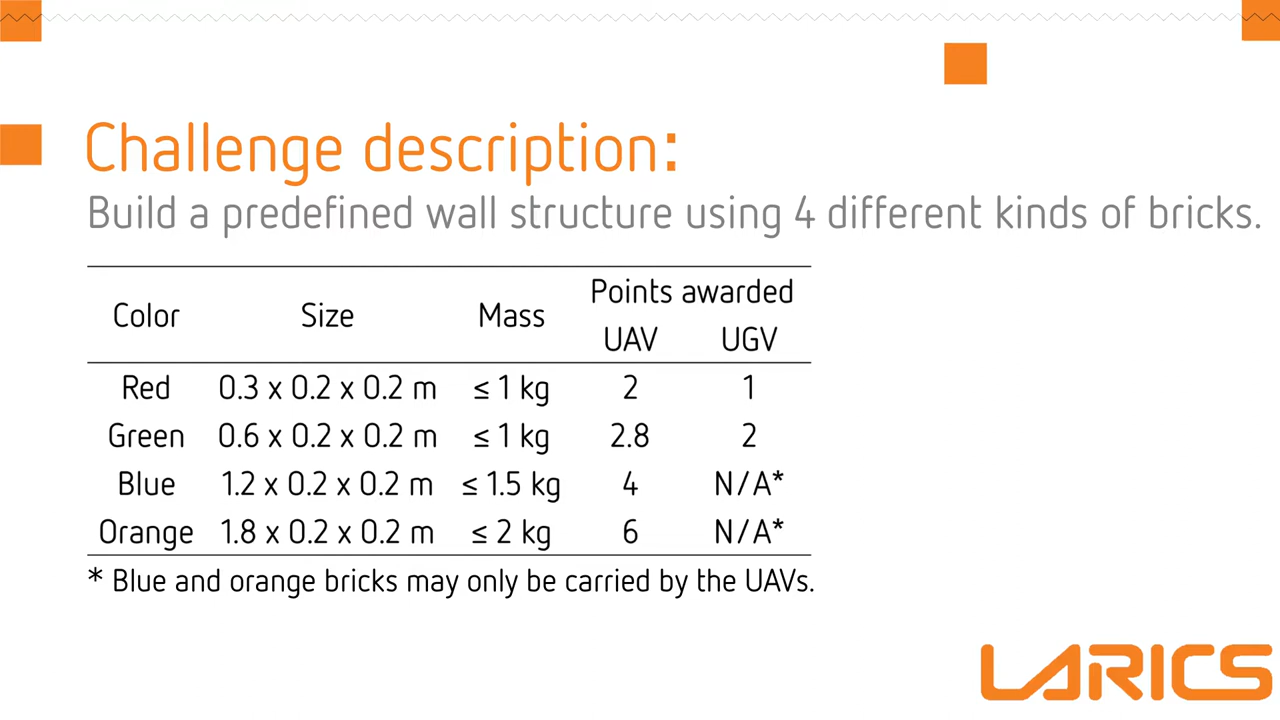 Challenge description:
Build a predefined wall structure using 4 different kinds of bricks.
Color Size Mass Points awarded
UAV UGV
Red 0.3 x 0.2 x 0.2 m ≤ 1 kg 2 1
Green 0.6 x 0.2 x 0.2 m ≤ 1 kg 2.8 2
Blue 1.2 x 0.2 x 0.2 m ≤ 1.5 kg 4 N/A*
Orange 1.8 x 0.2 x 0.2 m ≤ 2 kg 6 N/A*
* Blue and orange bricks may only be carried by the UAVs.
LARICS